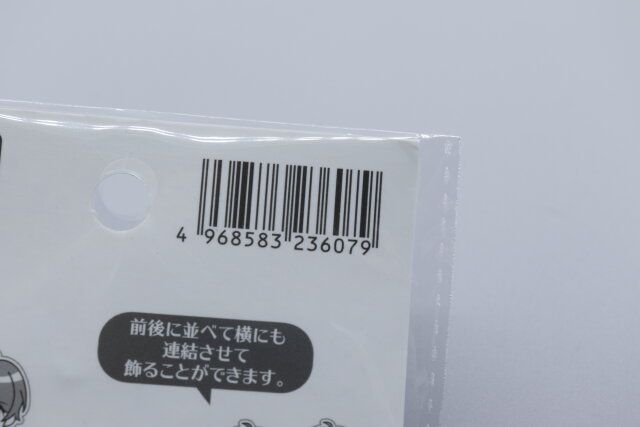 4 968583 236079
前後に並べて横にも
連結させて
飾ることができます。